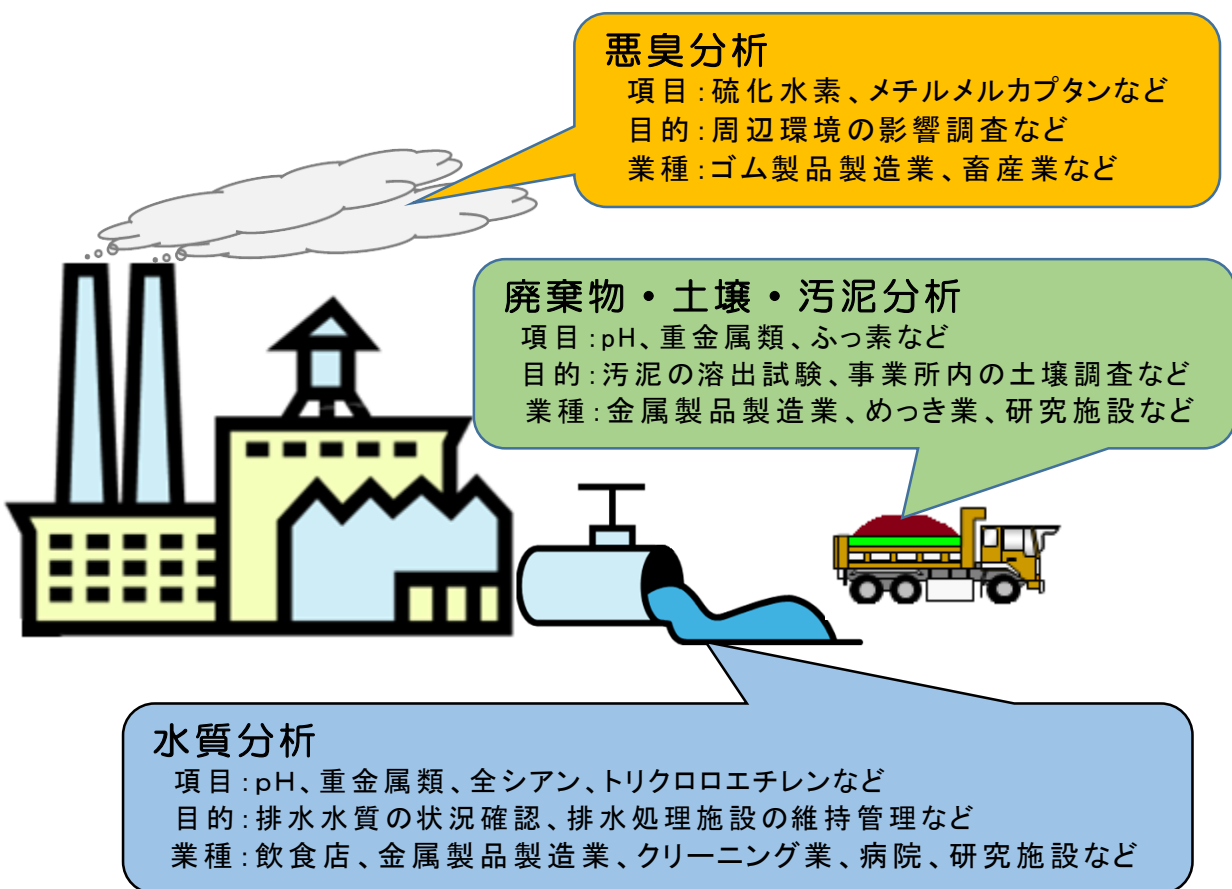 悪臭分析
項目：硫化水素、メチルメルカプタンなど
目的：周辺環境の影響調査など
業種：ゴム製品製造業、畜産業など
廃棄物・土壌・汚泥分析
項目：pH、重金属類、ふっ素など
目的：汚泥の溶出試験、事業所内の土壌調査など
業種：金属製品製造業、めっき業、研究施設など
水質分析
項目：pH、重金属類、全シアン、トリクロロエチレンなど
目的：排水水質の状況確認、排水処理施設の維持管理など
業種：飲食店、金属製品製造業、クリーニング業、病院、研究施設など